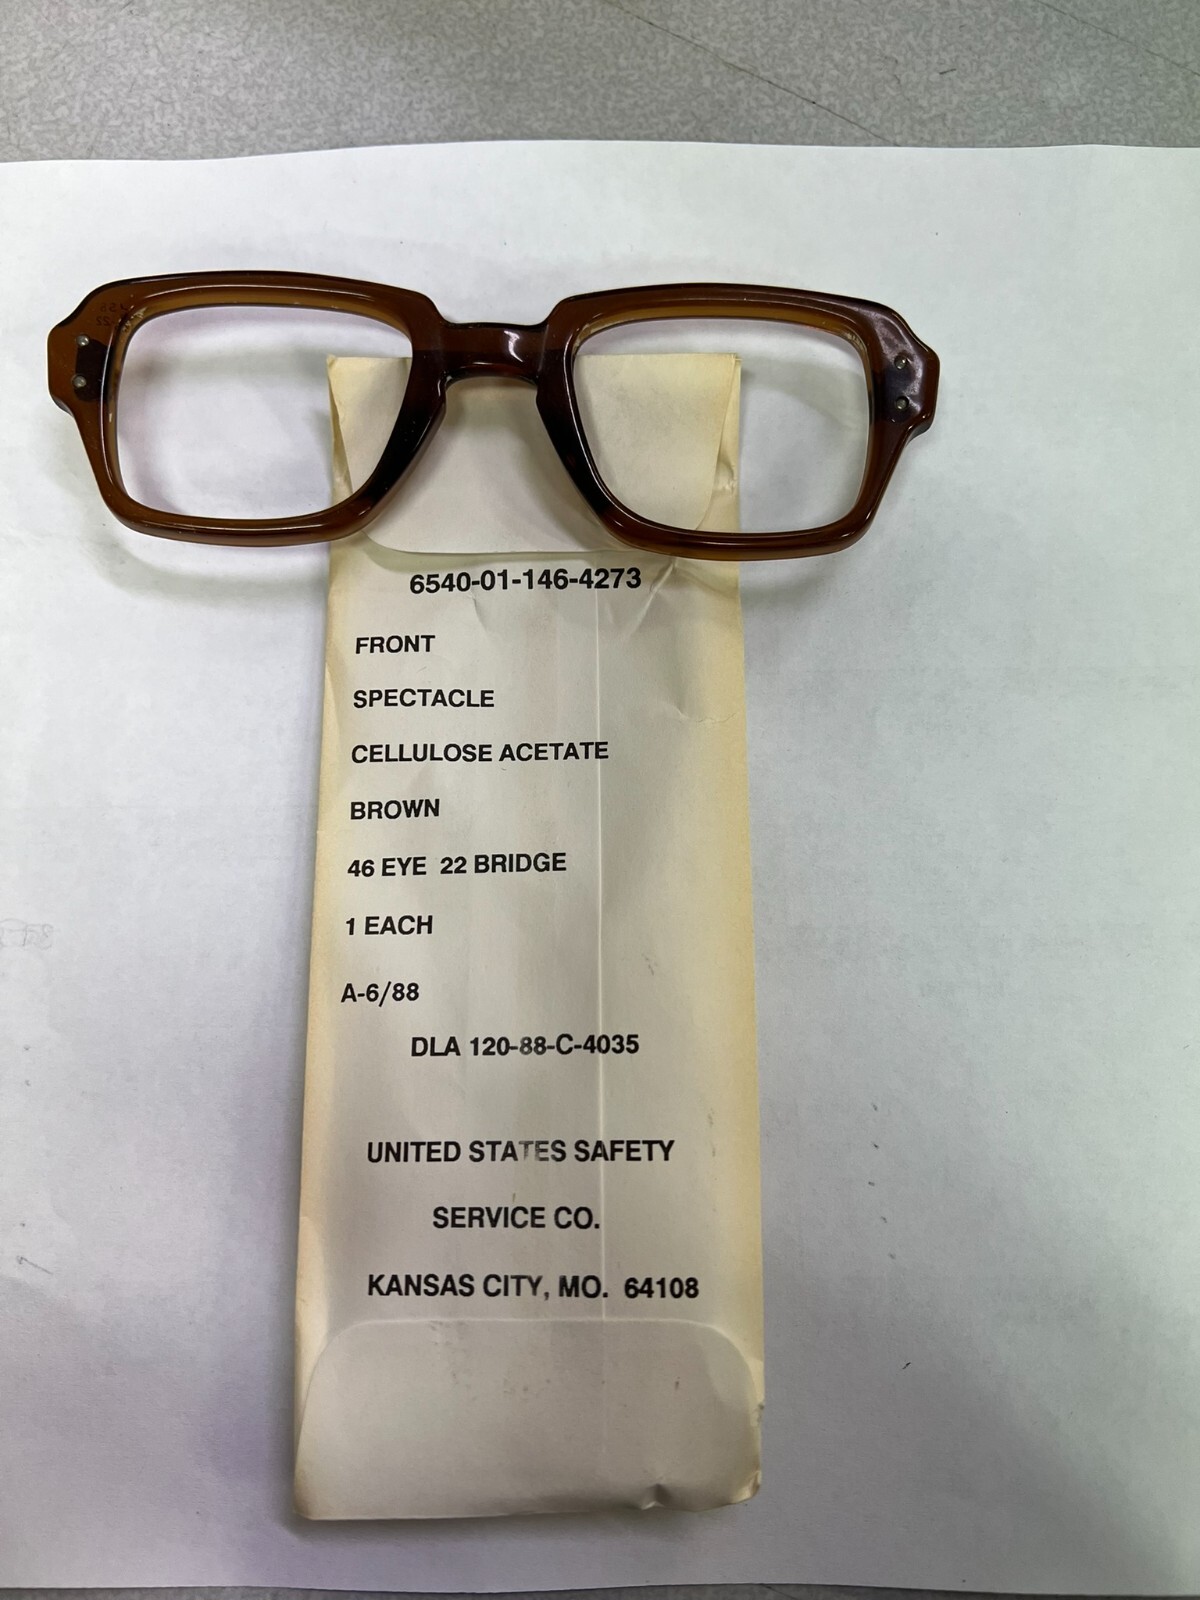 6540-01-146-4273
FRONT
SPECTACLE
CELLULOSE ACETATE
BROWN
46 EYE 22 BRIDGE
1 EACH
A-6/88
DLA 120-88-C-4035
UNITED STATES SAFETY
SERVICE CO.
KANSAS CITY, MO. 64108